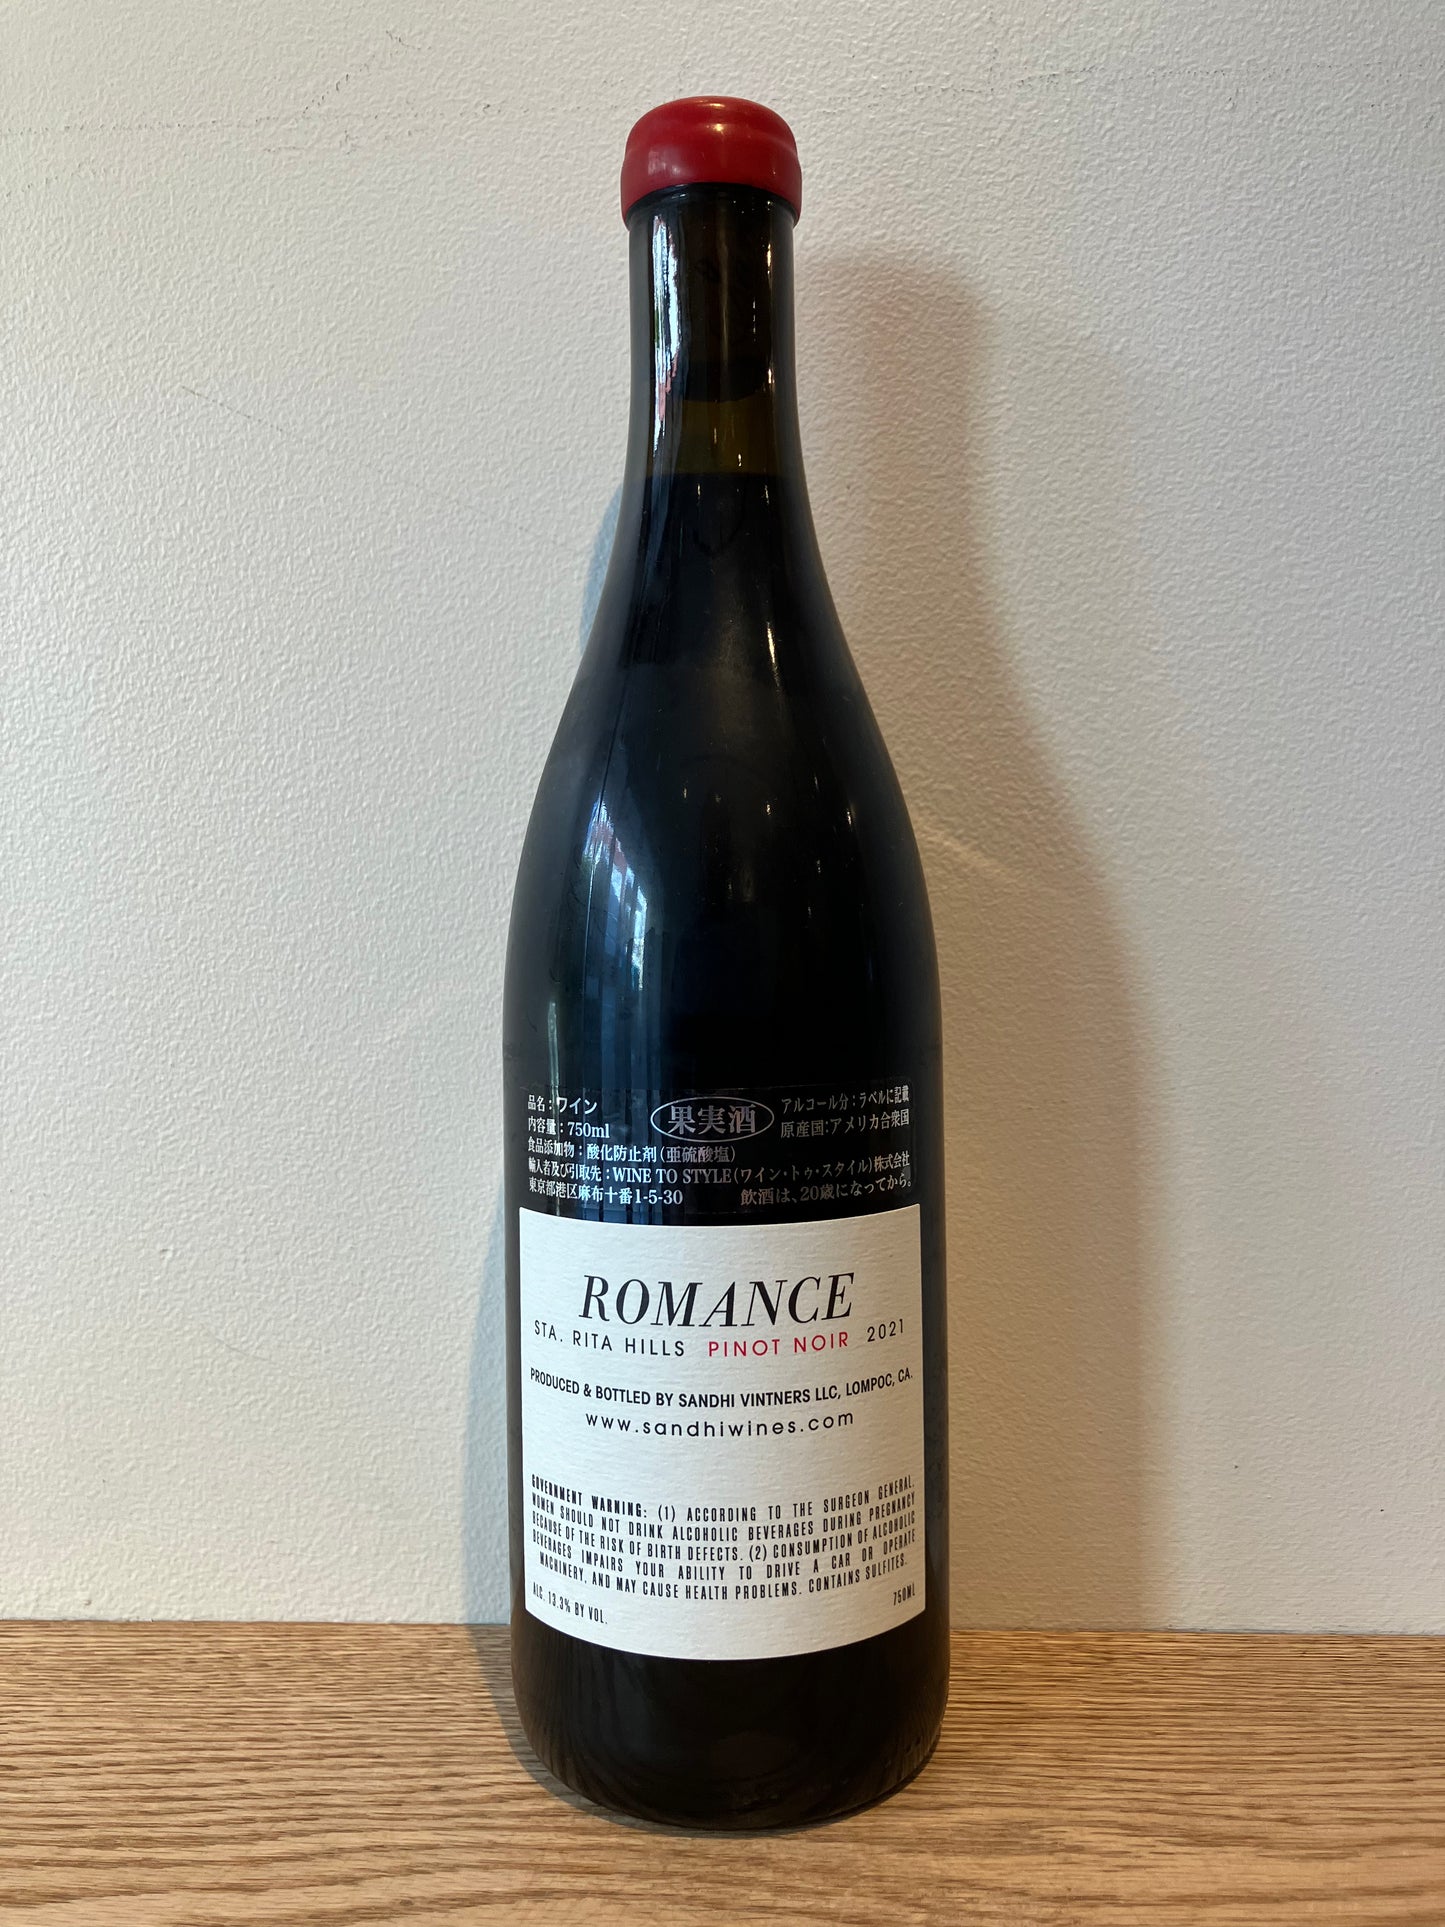 品名：ワイン 果実酒 アルコール分：ラベルに記載
内容量：750ml 原産国：アメリカ合衆国
食品添加物：酸化防止剤（亜硫酸塩）
輸入者及び引取先：WINE TO STYLE（ワイン・トゥ・スタイル）株式会社
東京都港区麻布十番1-5-30 飲酒は、20歳になってから。
ROMANCE
STA. RITA HILLS PINOT NOIR 2021
PRODUCED & BOTTLED BY SANDHI VINTNERS LLC, LOMPOC, CA.
www.sandhiwines.com
GOVERNMENT WARNING: (1) ACCORDING TO THE SURGEON GENERAL,
WOMEN SHOULD NOT DRINK ALCOHOLIC BEVERAGES DURING PREGNANCY
BECAUSE OF THE RISK OF BIRTH DEFECTS. (2) CONSUMPTION OF ALCOHOLIC
BEVERAGES IMPAIRS YOUR ABILITY TO DRIVE A CAR OR OPERATE
MACHINERY, AND MAY CAUSE HEALTH PROBLEMS. CONTAINS SULFITES.
ALC. 13.3% BY VOL. 750ML